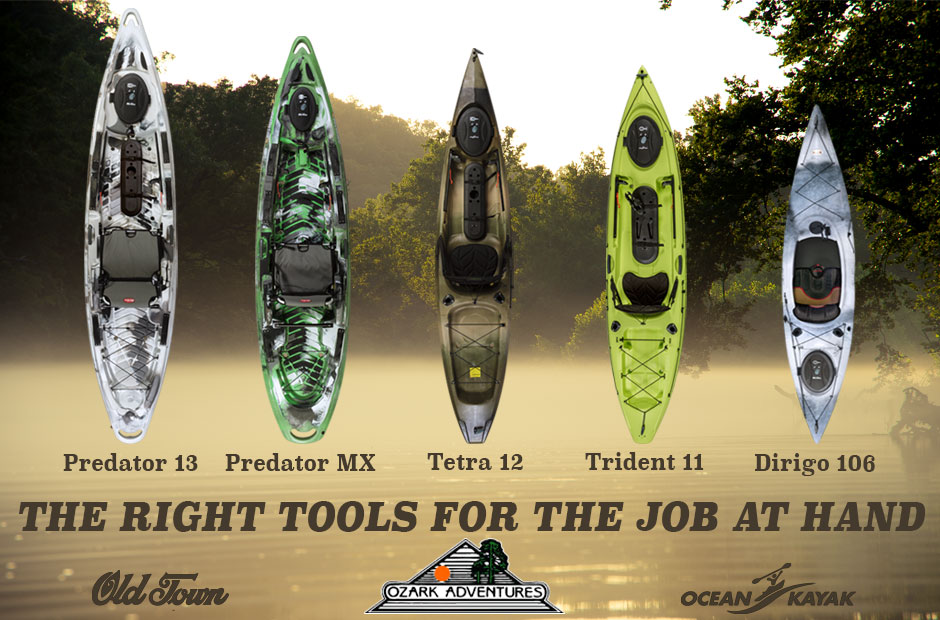 Predator 13 Predator MX Tetra 12 Trident 11 Dirigo 106
THE RIGHT TOOLS FOR THE JOB AT HAND
Old Town
OZARK ADVENTURES
OCEAN KAYAK